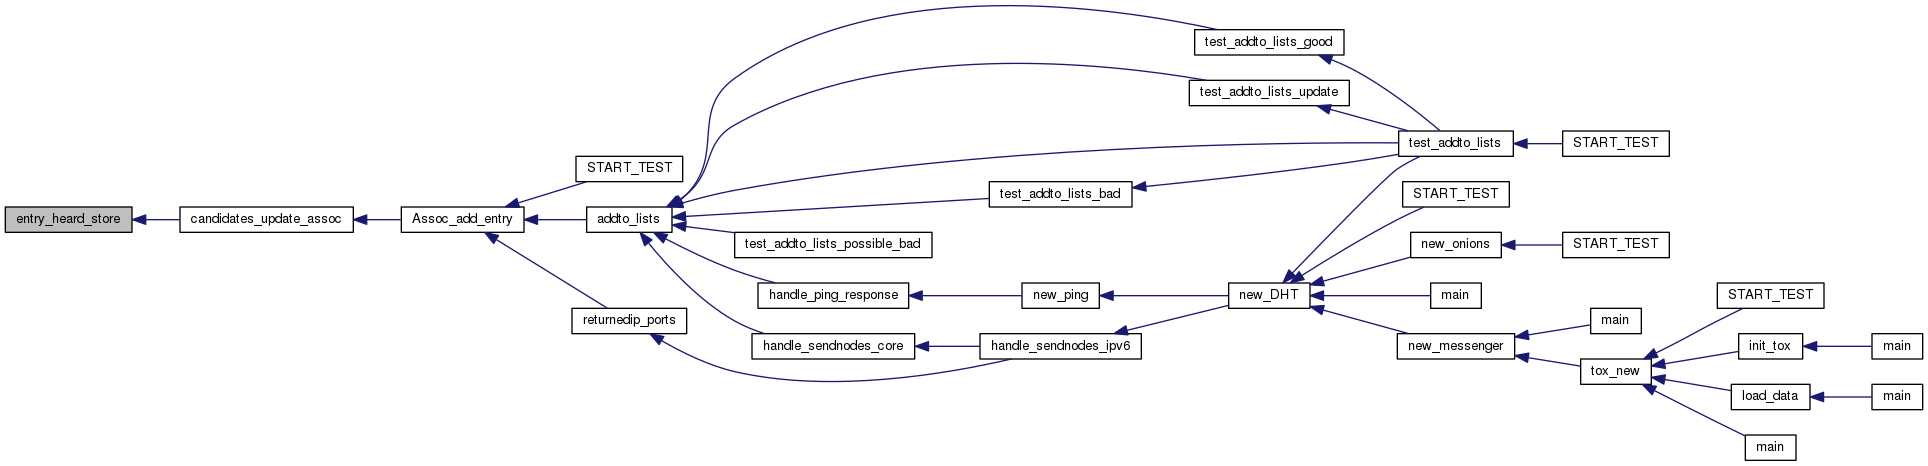 test_addto_lists_good
test_addto_lists_update
test_addto_lists
START_TEST
START_TEST
test_addto_lists_bad
START_TEST
entry_heard_store
candidates_update_assoc
Assoc_add_entry
addto_lists
test_addto_lists_possible_bad
new_onions
START_TEST
handle_ping_response
new_ping
new_DHT
main
START_TEST
returnedip_ports
main
handle_sendnodes_core
handle_sendnodes_ipv6
new_messenger
init_tox
main
tox_new
load_data
main
main